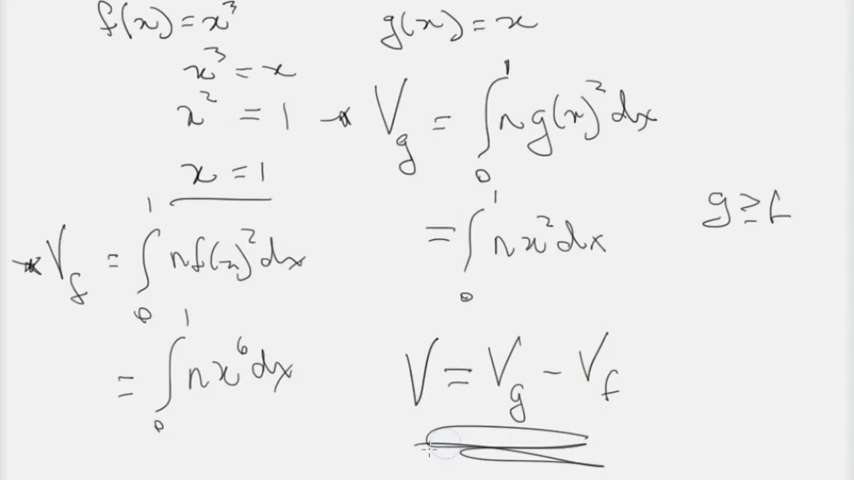 f(x) = x³
g(x) = x
x³ = x
x² = 1
x = 1
V_g = ∫₀¹ π g(x)² dx
= ∫₀¹ π x² dx
g ≥ f
V_f = ∫₀¹ π f(x)² dx
= ∫₀¹ π x⁶ dx
V = V_g - V_f